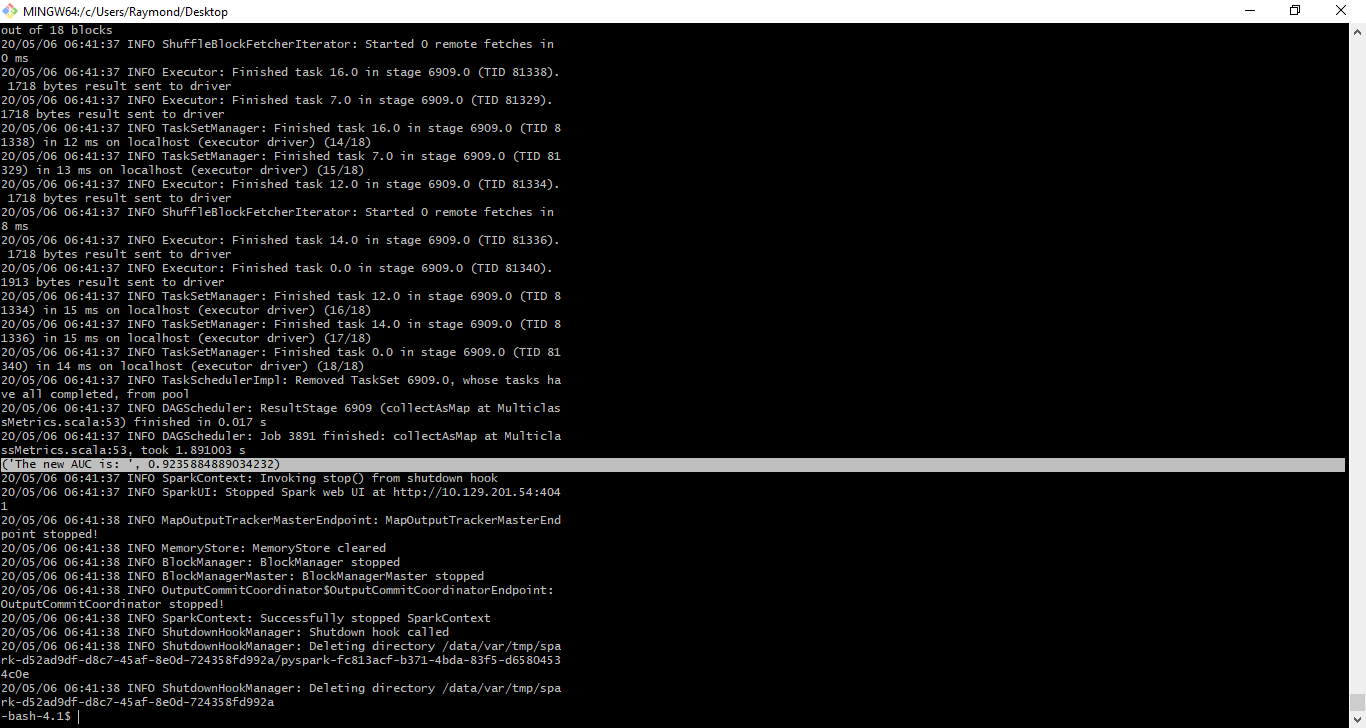 MINGW64:/c/Users/Raymond/Desktop
out of 18 blocks
20/05/06 06:41:37 INFO ShuffleBlockFetcherIterator: Started 0 remote fetches in
0 ms
20/05/06 06:41:37 INFO Executor: Finished task 16.0 in stage 6909.0 (TID 81338).
 1718 bytes result sent to driver
20/05/06 06:41:37 INFO Executor: Finished task 7.0 in stage 6909.0 (TID 81329).
1718 bytes result sent to driver
20/05/06 06:41:37 INFO TaskSetManager: Finished task 16.0 in stage 6909.0 (TID 8
1338) in 12 ms on localhost (executor driver) (14/18)
20/05/06 06:41:37 INFO TaskSetManager: Finished task 7.0 in stage 6909.0 (TID 81
329) in 13 ms on localhost (executor driver) (15/18)
20/05/06 06:41:37 INFO Executor: Finished task 12.0 in stage 6909.0 (TID 81334).
 1718 bytes result sent to driver
20/05/06 06:41:37 INFO ShuffleBlockFetcherIterator: Started 0 remote fetches in
8 ms
20/05/06 06:41:37 INFO Executor: Finished task 14.0 in stage 6909.0 (TID 81336).
 1718 bytes result sent to driver
20/05/06 06:41:37 INFO Executor: Finished task 0.0 in stage 6909.0 (TID 81340).
1913 bytes result sent to driver
20/05/06 06:41:37 INFO TaskSetManager: Finished task 12.0 in stage 6909.0 (TID 8
1334) in 15 ms on localhost (executor driver) (16/18)
20/05/06 06:41:37 INFO TaskSetManager: Finished task 14.0 in stage 6909.0 (TID 8
1336) in 15 ms on localhost (executor driver) (17/18)
20/05/06 06:41:37 INFO TaskSetManager: Finished task 0.0 in stage 6909.0 (TID 81
340) in 14 ms on localhost (executor driver) (18/18)
20/05/06 06:41:37 INFO TaskSchedulerImpl: Removed TaskSet 6909.0, whose tasks ha
ve all completed, from pool
20/05/06 06:41:37 INFO DAGScheduler: ResultStage 6909 (collectAsMap at Multiclas
sMetrics.scala:53) finished in 0.017 s
20/05/06 06:41:37 INFO DAGScheduler: Job 3891 finished: collectAsMap at Multicla
ssMetrics.scala:53, took 1.891003 s
('The new AUC is: ', 0.9235884889034232)
20/05/06 06:41:37 INFO SparkContext: Invoking stop() from shutdown hook
20/05/06 06:41:37 INFO SparkUI: Stopped Spark web UI at http://10.129.201.54:404
1
20/05/06 06:41:38 INFO MapOutputTrackerMasterEndpoint: MapOutputTrackerMasterEnd
point stopped!
20/05/06 06:41:38 INFO MemoryStore: MemoryStore cleared
20/05/06 06:41:38 INFO BlockManager: BlockManager stopped
20/05/06 06:41:38 INFO BlockManagerMaster: BlockManagerMaster stopped
20/05/06 06:41:38 INFO OutputCommitCoordinator$OutputCommitCoordinatorEndpoint:
OutputCommitCoordinator stopped!
20/05/06 06:41:38 INFO SparkContext: Successfully stopped SparkContext
20/05/06 06:41:38 INFO ShutdownHookManager: Shutdown hook called
20/05/06 06:41:38 INFO ShutdownHookManager: Deleting directory /data/var/tmp/spa
rk-d52ad9df-d8c7-45af-8e0d-724358fd992a/pyspark-fc813acf-b371-4bda-83f5-d6580453
4c0e
20/05/06 06:41:38 INFO ShutdownHookManager: Deleting directory /data/var/tmp/spa
rk-d52ad9df-d8c7-45af-8e0d-724358fd992a
-bash-4.1$